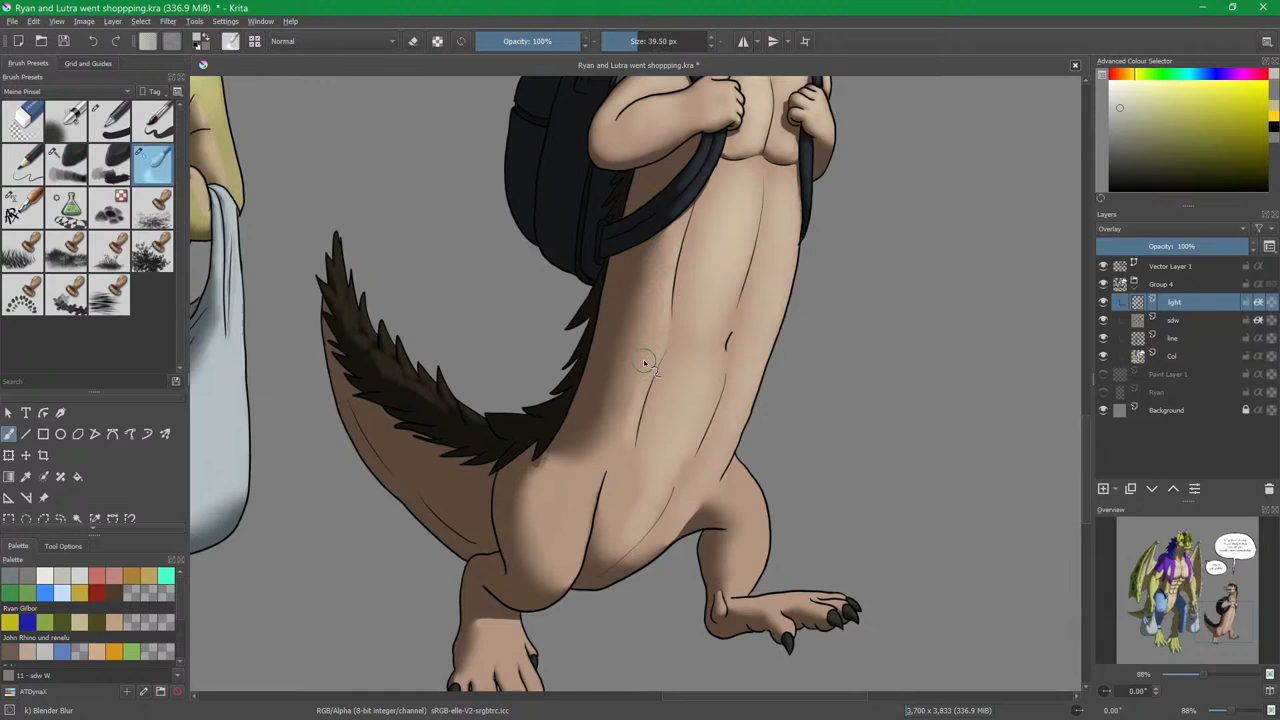 Ryan and Lutra went shoppping.kra (336.9 MiB) * - Krita
File Edit View Image Layer Select Filter Tools Settings Window Help
Normal
Opacity: 100%
Size: 39.50 px
Brush Presets
Grid and Guides
Ryan and Lutra went shoppping.kra *
Advanced Colour Selector
Brush Presets
Meine Pinsel
Tag
Layers
Overlay
Opacity: 100%
Vector Layer 1
Group 4
lght
sdw
line
Col
Paint Layer 1
Ryan
Background
Search
Overview
Palette
Tool Options
Palette
Ryan Gilbor
John Rhino und renelu
11 - sdw W
ATDynaX
88%
0.00°
k) Blender Blur
RGB/Alpha (8-bit integer/channel) sRGB-elle-V2-srgbtrc.icc
3,700 x 3,833 (336.9 MiB)
0.00°
88%